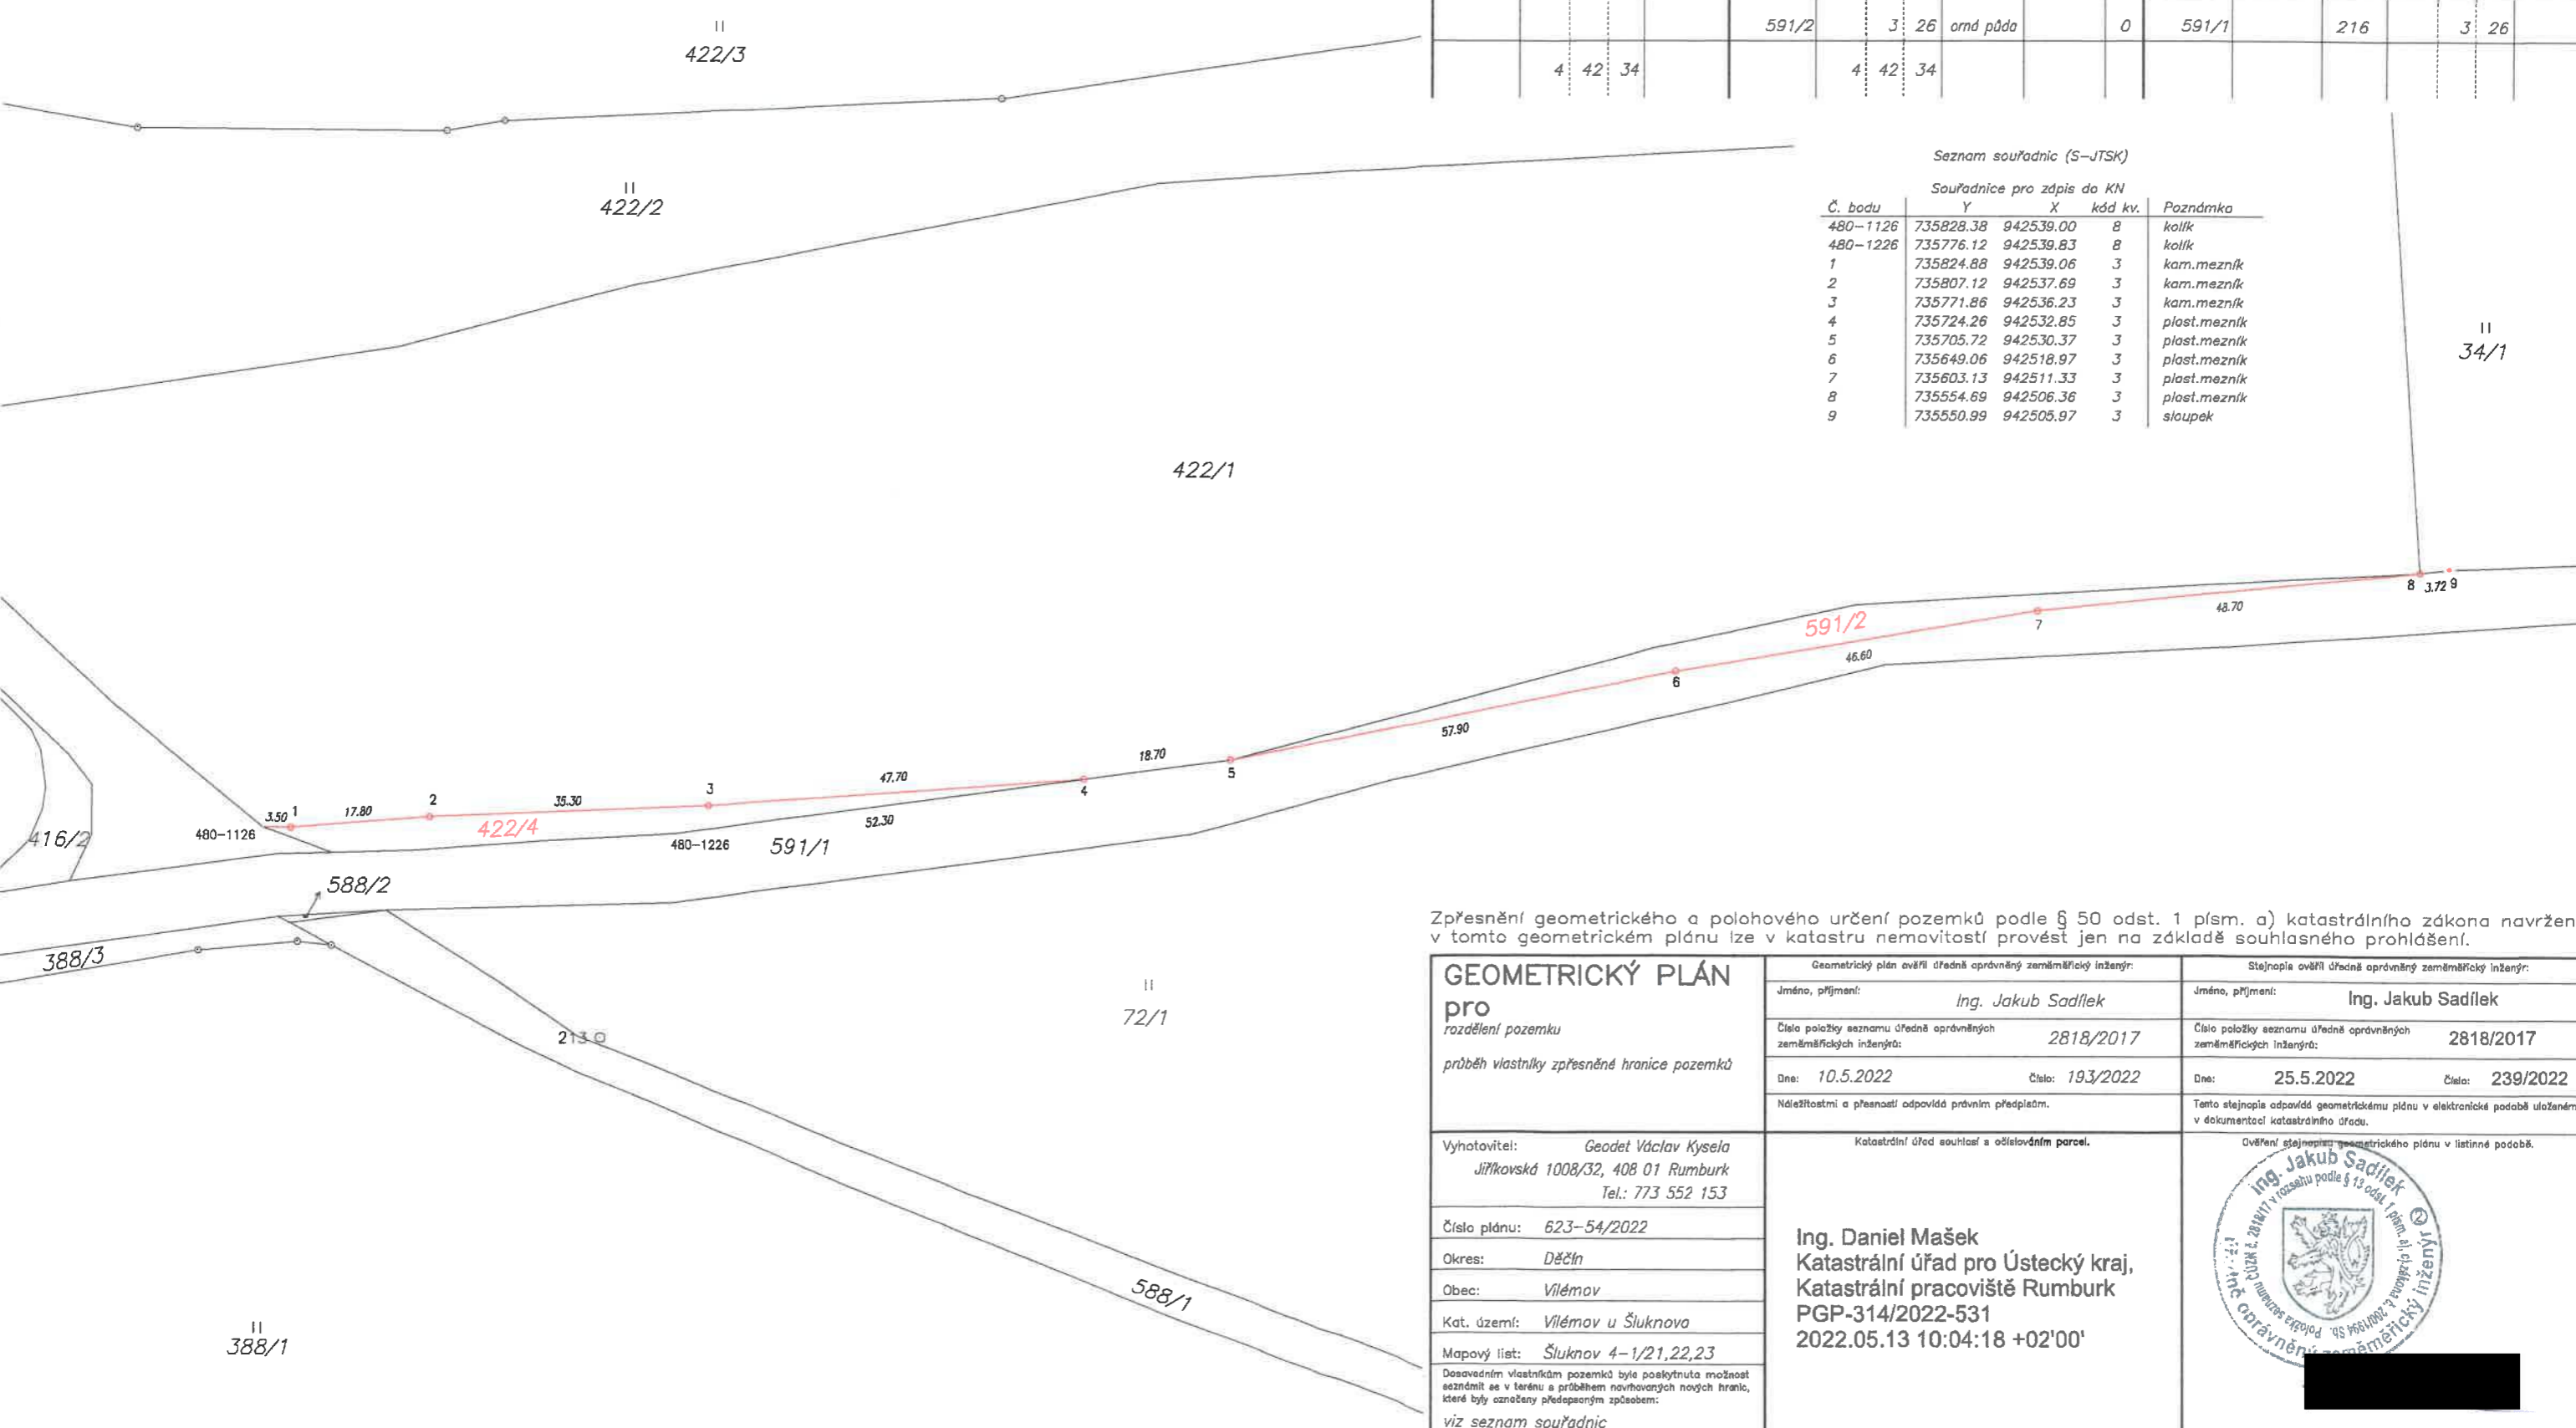 591/2 3 26 orná půda 0 591/1 216 3 26
4 42 34 4 42 34
422/3
422/2
Seznam souřadnic (S-JTSK)
Souřadnice pro zápis do KN
Č. bodu Y X kód kv. Poznámka
480-1126 735828.38 942539.00 8 kolík
480-1226 735776.12 942539.83 8 kolík
1 735824.88 942539.06 3 kam.mezník
2 735807.12 942537.69 3 kam.mezník
3 735771.86 942536.23 3 kam.mezník
4 735724.26 942532.85 3 plast.mezník
5 735705.72 942530.37 3 plast.mezník
6 735649.06 942518.97 3 plast.mezník
7 735603.13 942511.33 3 plast.mezník
8 735554.69 942506.36 3 plast.mezník
9 735550.99 942505.97 3 sloupek
34/1
422/1
8 3.72 9
48.70
591/2
7
46.60
6
57.90
18.70
5
47.70
4
3
35.30
2
17.80
3.50 1
422/4
52.30
480-1126
416/2
480-1226
591/1
588/2
388/3
72/1
213
588/1
388/1
Zpřesnění geometrického a polohového určení pozemků podle § 50 odst. 1 písm. a) katastrálního zákona navržen
v tomto geometrickém plánu lze v katastru nemovitostí provést jen na základě souhlasného prohlášení.
GEOMETRICKÝ PLÁN
pro
rozdělení pozemku
průběh vlastníky zpřesněné hranice pozemků
Geometrický plán ověřil úředně oprávněný zeměměřický inženýr:
Jméno, příjmení: Ing. Jakub Sadílek
Číslo položky seznamu úředně oprávněných
zeměměřických inženýrů: 2818/2017
Dne: 10.5.2022 Číslo: 193/2022
Náležitostmi a přesností odpovídá právním předpisům.
Stejnopis ověřil úředně oprávněný zeměměřický inženýr:
Jméno, příjmení: Ing. Jakub Sadílek
Číslo položky seznamu úředně oprávněných
zeměměřických inženýrů: 2818/2017
Dne: 25.5.2022 Číslo: 239/2022
Tento stejnopis odpovídá geometrickému plánu v elektronické podobě uloženém
v dokumentaci katastrálního úřadu.
Vyhotovitel: Geodet Václav Kysela
Jiříkovská 1008/32, 408 01 Rumburk
Tel.: 773 552 153
Číslo plánu: 623-54/2022
Okres: Děčín
Obec: Vilémov
Kat. území: Vilémov u Šluknova
Mapový list: Šluknov 4-1/21,22,23
Dosavadním vlastníkům pozemků byla poskytnuta možnost
seznámit se v terénu s průběhem navrhovaných nových hranic,
které byly označeny předepsaným způsobem:
viz seznam souřadnic
Katastrální úřad souhlasí s očíslováním parcel.
Ing. Daniel Mašek
Katastrální úřad pro Ústecký kraj,
Katastrální pracoviště Rumburk
PGP-314/2022-531
2022.05.13 10:04:18 +02'00'
Ověření stejnopisu geometrického plánu v listinné podobě.
Ing. Jakub Sadílek
oprávněný zeměměřický inženýr